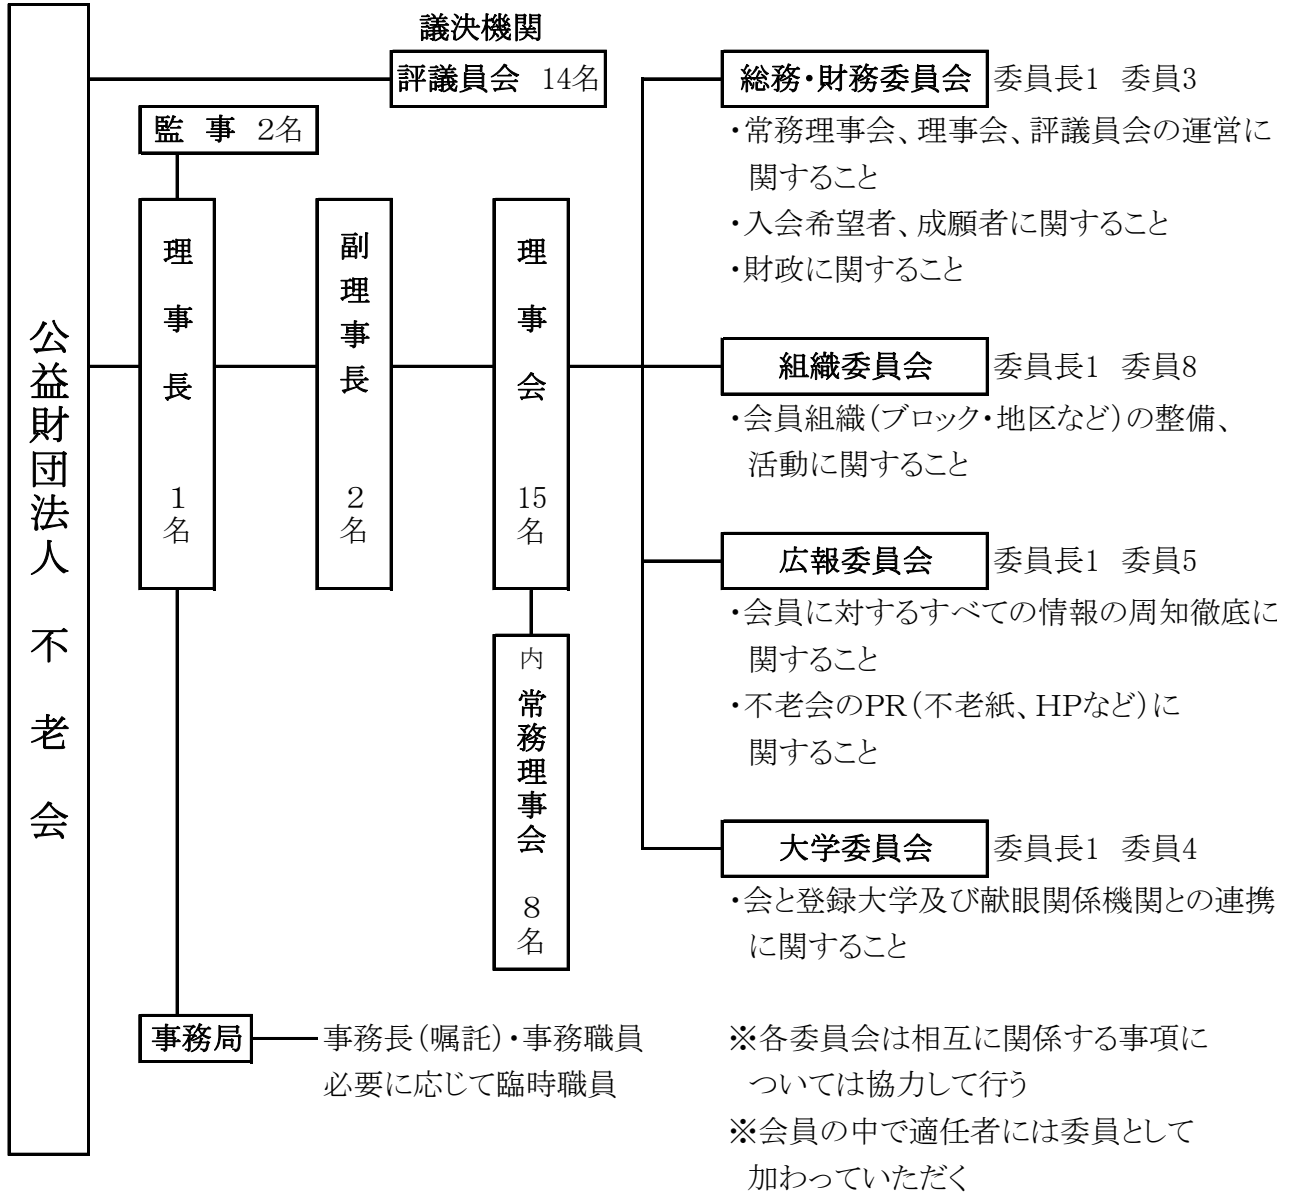 公益財団法人 不老会
議決機関
評議員会 14名
監事 2名
理事長 1名
副理事長 2名
理事会 15名
内 常務理事会 8名
事務局
事務長(嘱託)・事務職員
必要に応じて臨時職員
総務・財務委員会 委員長1 委員3
・常務理事会、理事会、評議員会の運営に
関すること
・入会希望者、成願者に関すること
・財政に関すること
組織委員会 委員長1 委員8
・会員組織(ブロック・地区など)の整備、
活動に関すること
広報委員会 委員長1 委員5
・会員に対するすべての情報の周知徹底に
関すること
・不老会のPR(不老紙、HPなど)に
関すること
大学委員会 委員長1 委員4
・会と登録大学及び献眼関係機関との連携
に関すること
※各委員会は相互に関係する事項に
ついては協力して行う
※会員の中で適任者には委員として
加わっていただく